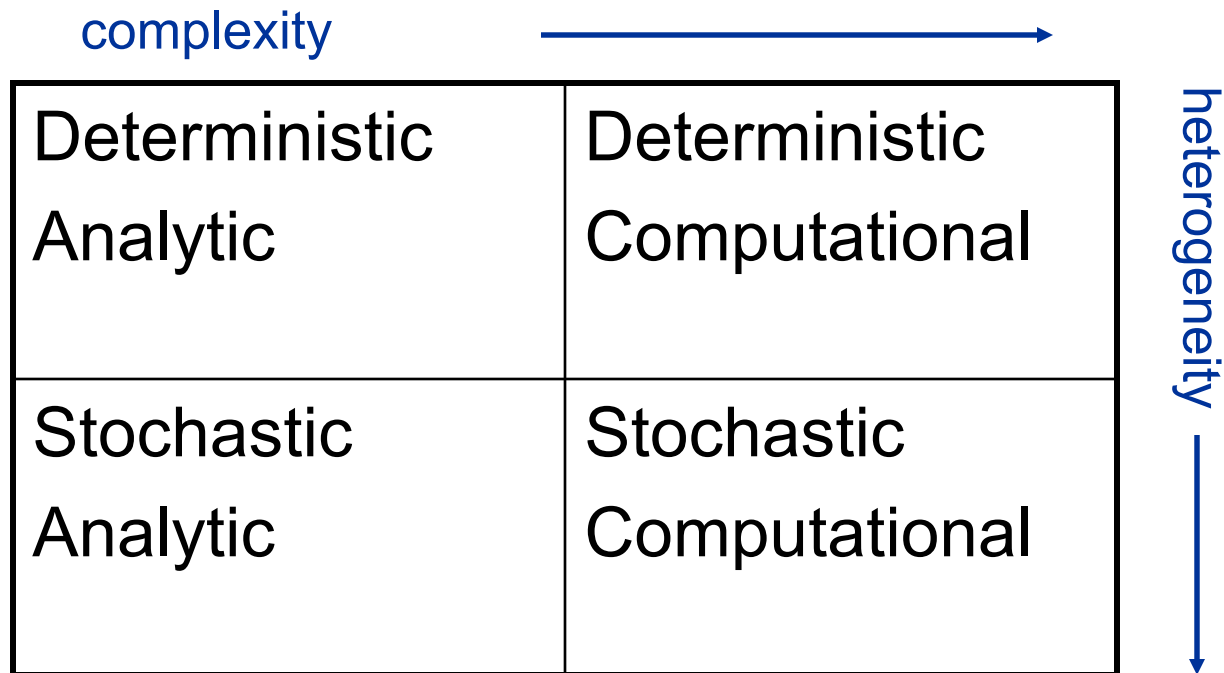 complexity
Deterministic
Analytic
Deterministic
Computational
heterogeneity
Stochastic
Analytic
Stochastic
Computational